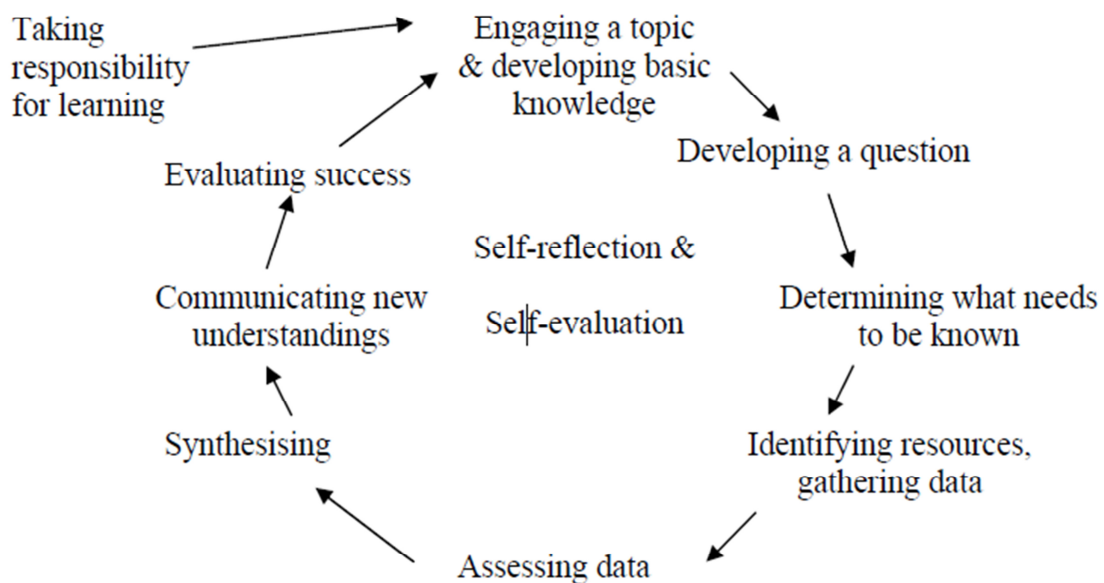 Taking
responsibility
for learning
Engaging a topic
& developing basic
knowledge
Developing a question
Determining what needs
to be known
Identifying resources,
gathering data
Assessing data
Synthesising
Communicating new
understandings
Evaluating success
Self-reflection &
Self-evaluation